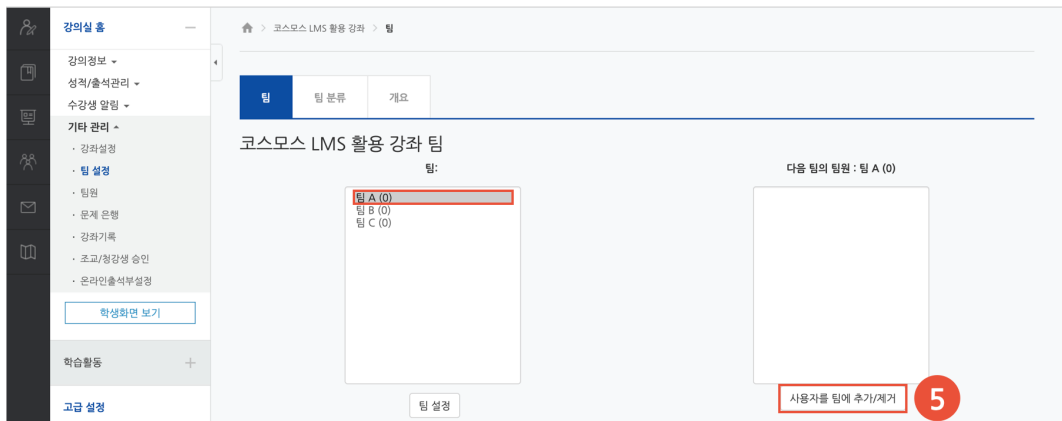 강의실 홈
강의정보
성적/출석관리
수강생 알림
기타 관리
· 강좌설정
· 팀 설정
· 팀원
· 문제 은행
· 강좌기록
· 조교/청강생 승인
· 온라인출석부설정
학생화면 보기
학습활동
고급 설정
> 코스모스 LMS 활용 강좌 > 팀
팀 팀 분류 개요
코스모스 LMS 활용 강좌 팀
팀:
팀 A (0)
팀 B (0)
팀 C (0)
팀 설정
다음 팀의 팀원 : 팀 A (0)
사용자를 팀에 추가/제거
5